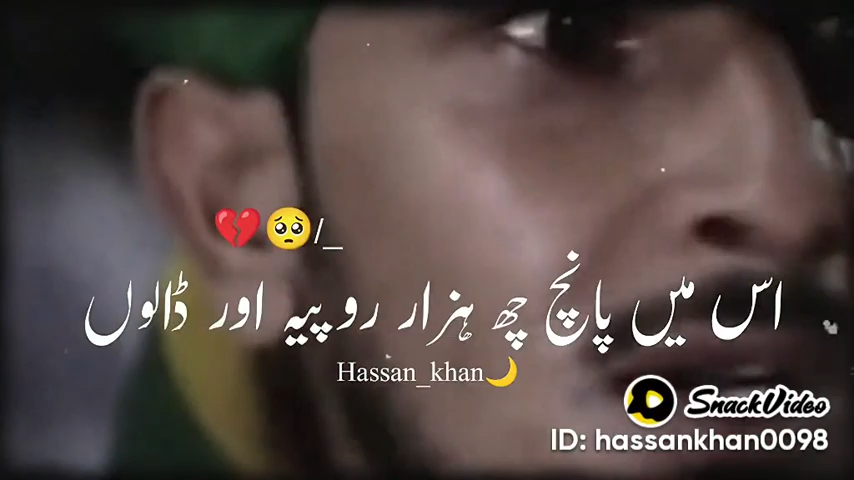 💔🥺/_
اس میں پانچ چھ ہزار روپیہ اور ڈالوں
Hassan_khan🌙
SnackVideo
ID: hassankhan0098